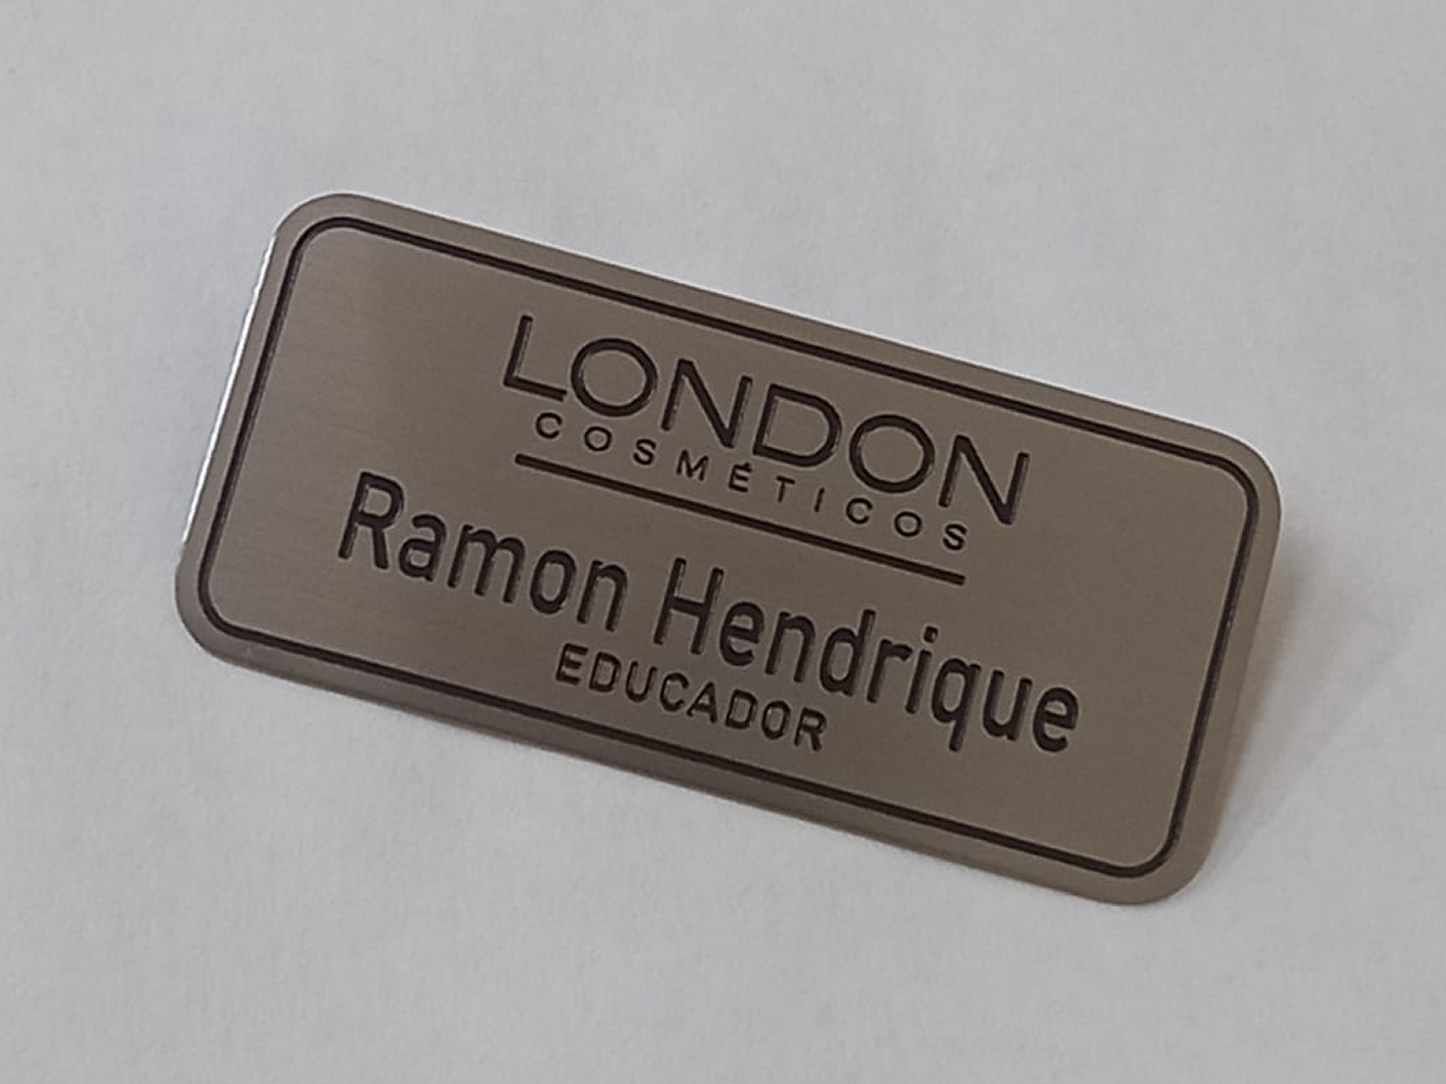 LONDON
COSMÉTICOS
Ramon Hendrique
EDUCADOR